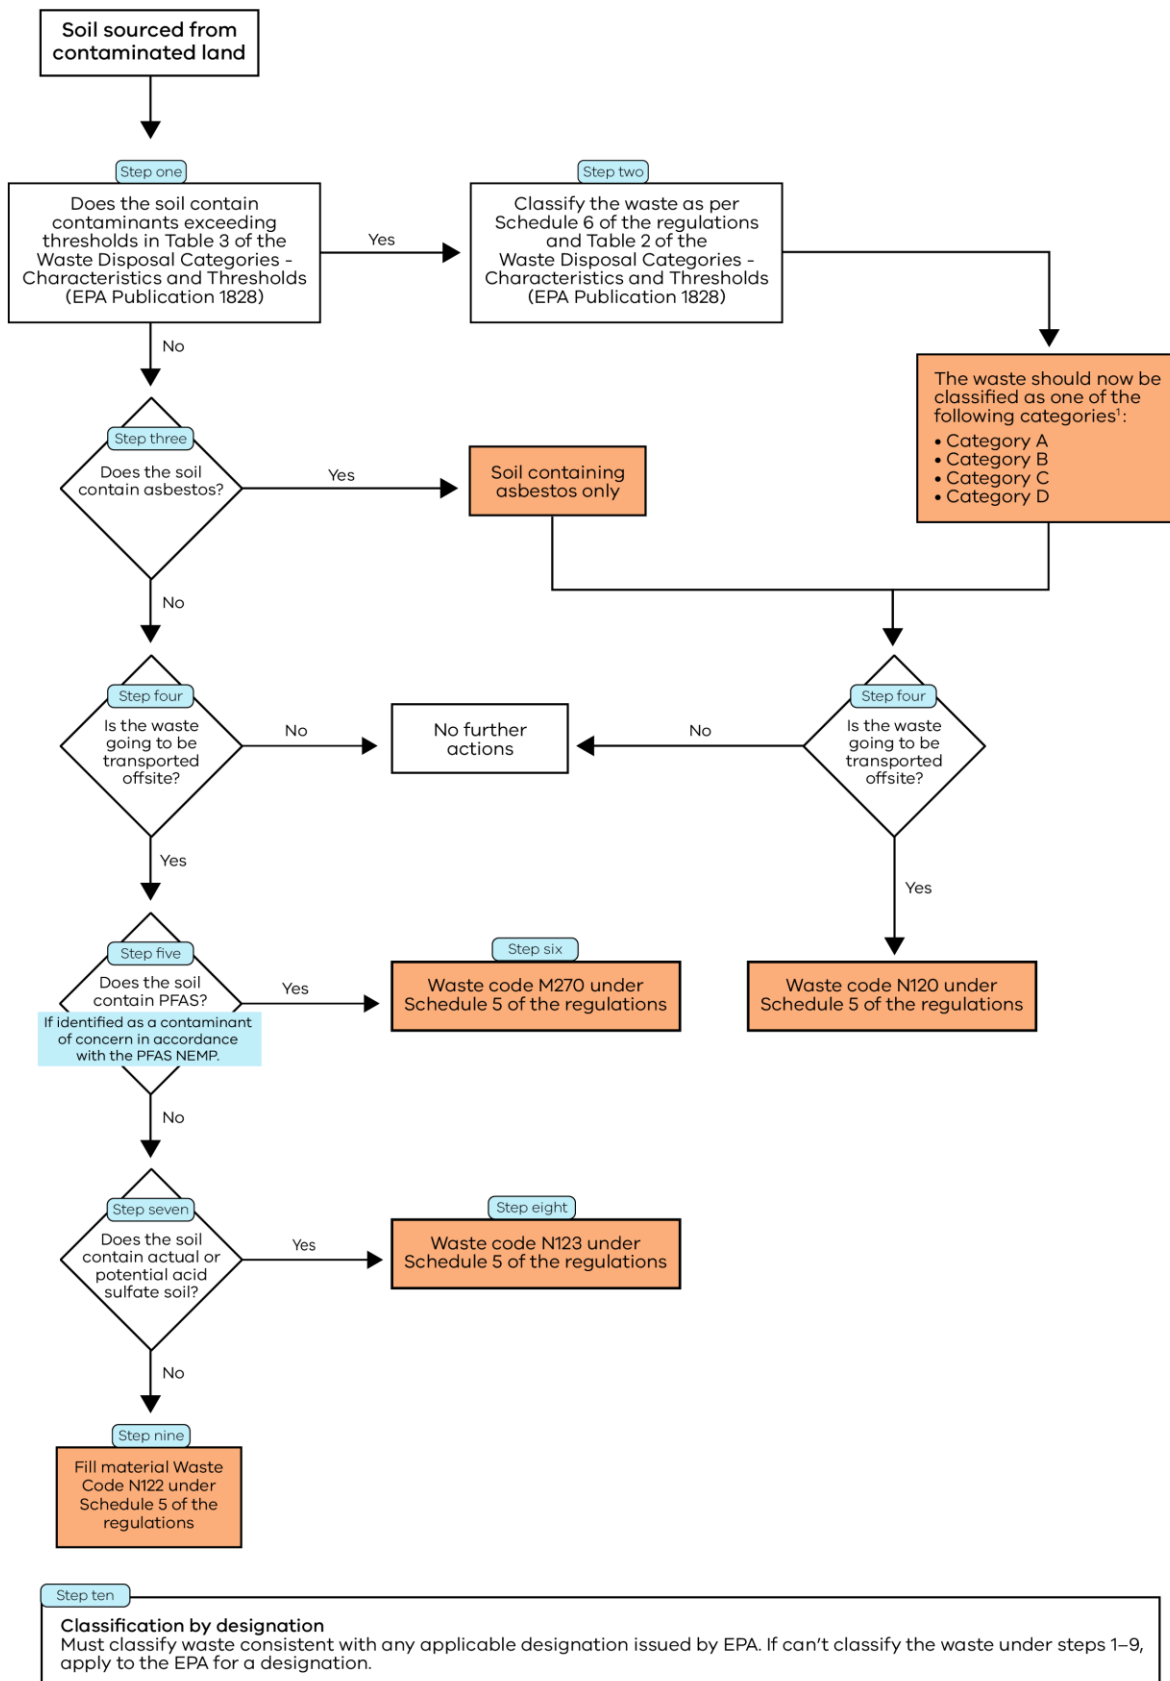 Soil sourced from
contaminated land
Step one
Does the soil contain
contaminants exceeding
thresholds in Table 3 of the
Waste Disposal Categories -
Characteristics and Thresholds
(EPA Publication 1828)
Yes
Step two
Classify the waste as per
Schedule 6 of the regulations
and Table 2 of the
Waste Disposal Categories -
Characteristics and Thresholds
(EPA Publication 1828)
No
The waste should now be
classified as one of the
following categories¹:
• Category A
• Category B
• Category C
• Category D
Step three
Does the soil
contain asbestos?
Yes
Soil containing
asbestos only
No
Step four
Is the waste
going to be
transported
offsite?
No
No further
actions
No
Step four
Is the waste
going to be
transported
offsite?
Yes
Yes
Step five
Does the soil
contain PFAS?
If identified as a contaminant
of concern in accordance
with the PFAS NEMP.
Yes
Step six
Waste code M270 under
Schedule 5 of the regulations
Waste code N120 under
Schedule 5 of the regulations
No
Step seven
Does the soil
contain actual or
potential acid
sulfate soil?
Yes
Step eight
Waste code N123 under
Schedule 5 of the regulations
No
Step nine
Fill material Waste
Code N122 under
Schedule 5 of the
regulations
Step ten
Classification by designation
Must classify waste consistent with any applicable designation issued by EPA. If can't classify the waste under steps 1–9,
apply to the EPA for a designation.